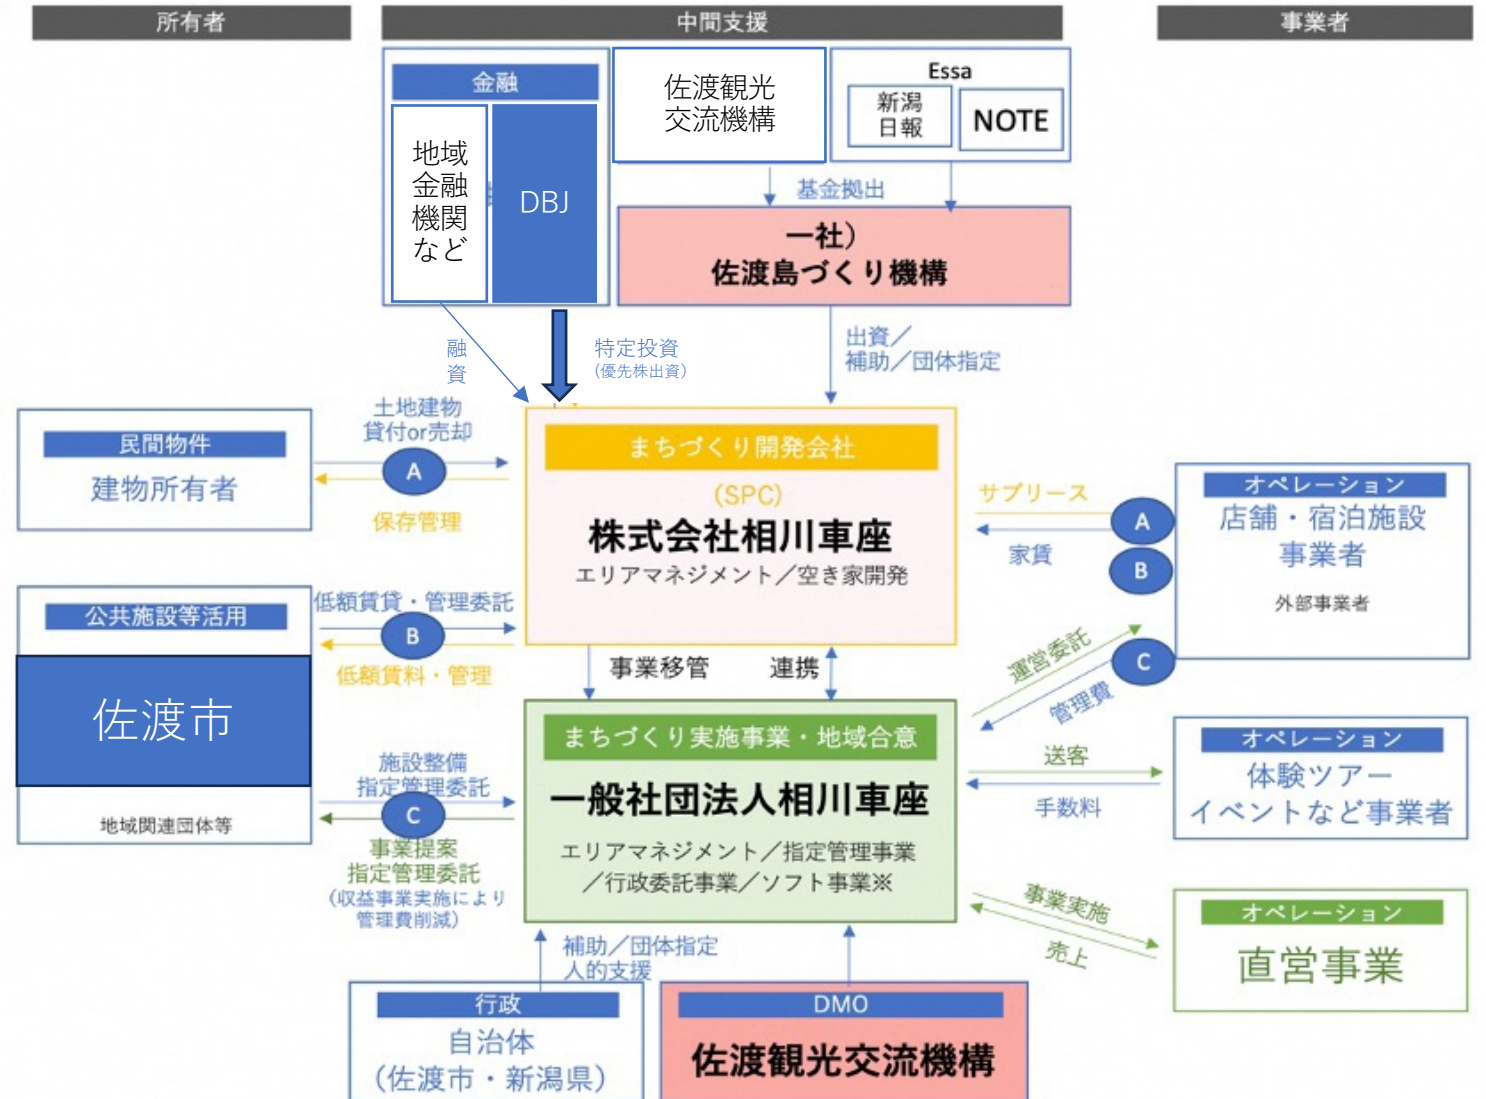 所有者
中間支援
事業者
金融
地域
金融
機関
など
DBJ
佐渡観光
交流機構
Essa
新潟
日報
NOTE
基金拠出
一社）
佐渡島づくり機構
融
資
特定投資
(優先株出資)
出資／
補助／団体指定
民間物件
建物所有者
土地建物
貸付or売却
A
保存管理
まちづくり開発会社
(SPC)
株式会社相川車座
エリアマネジメント／空き家開発
サブリース
A
家賃
B
オペレーション
店舗・宿泊施設
事業者
外部事業者
公共施設等活用
佐渡市
地域関連団体等
低額賃貸・管理委託
B
低額賃料・管理
事業移管
連携
運営委託
C
管理費
まちづくり実施事業・地域合意
一般社団法人相川車座
エリアマネジメント／指定管理事業
／行政委託事業／ソフト事業※
施設整備
指定管理委託
C
事業提案
指定管理委託
(収益事業実施により
管理費削減)
送客
手数料
オペレーション
体験ツアー
イベントなど事業者
事業実施
売上
オペレーション
直営事業
補助／団体指定
人的支援
行政
自治体
（佐渡市・新潟県）
DMO
佐渡観光交流機構